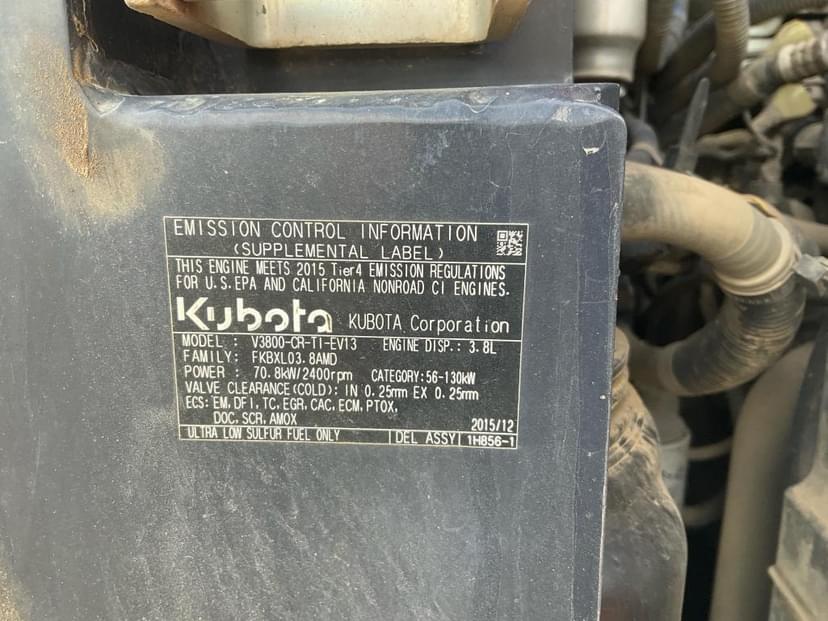 EMISSION CONTROL INFORMATION
(SUPPLEMENTAL LABEL)
THIS ENGINE MEETS 2015 Tier4 EMISSION REGULATIONS
FOR U.S.EPA AND CALIFORNIA NONROAD CI ENGINES.
Kubota KUBOTA Corporation
MODEL : V3800-CR-TI-EV13 ENGINE DISP.: 3.8L
FAMILY: FKBXL03.8AMD
POWER : 70.8kW/2400rpm CATEGORY:56-130kW
VALVE CLEARANCE(COLD): IN 0.25mm EX 0.25mm
ECS: EM, DFI, TC, EGR, CAC, ECM, PTOX,
DOC, SCR, AMOX 2015/12
ULTRA LOW SULFUR FUEL ONLY DEL ASSY 1H856-1